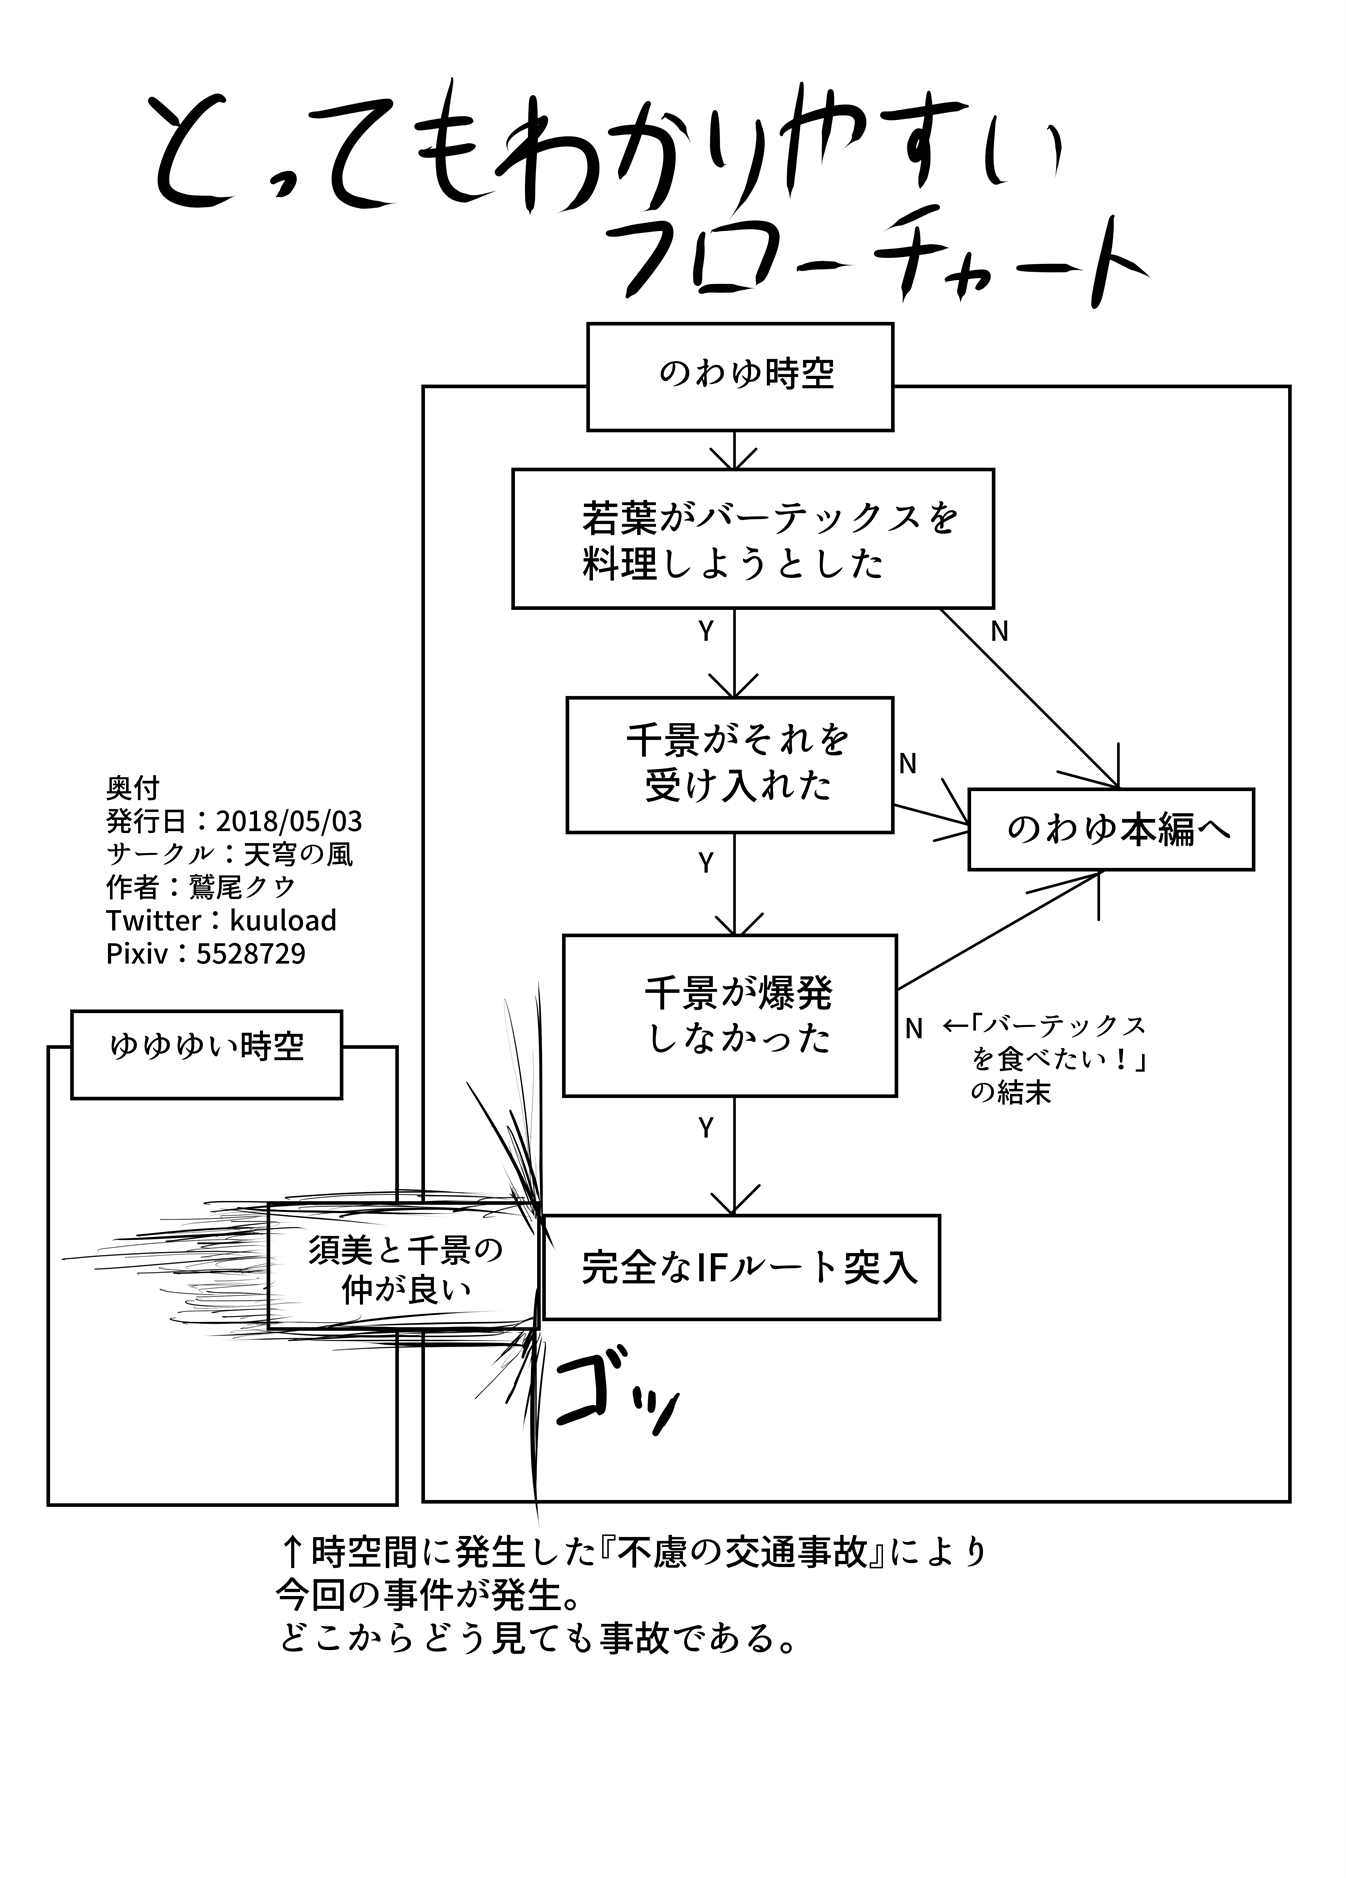 とってもわかりやすい
フローチャート
のわゆ時空
若葉がバーテックスを
料理しようとした
Y
N
千景がそれを
受け入れた
N
のわゆ本編へ
Y
千景が爆発
しなかった
N
←「バーテックス
を食べたい！」
の結末
Y
奥付
発行日：2018/05/03
サークル：天穹の風
作者：鷲尾クウ
Twitter：kuuload
Pixiv：5528729
ゆゆゆい時空
須美と千景の
仲が良い
完全なIFルート突入
ゴッ
↑時空間に発生した『不慮の交通事故』により
今回の事件が発生。
どこからどう見ても事故である。